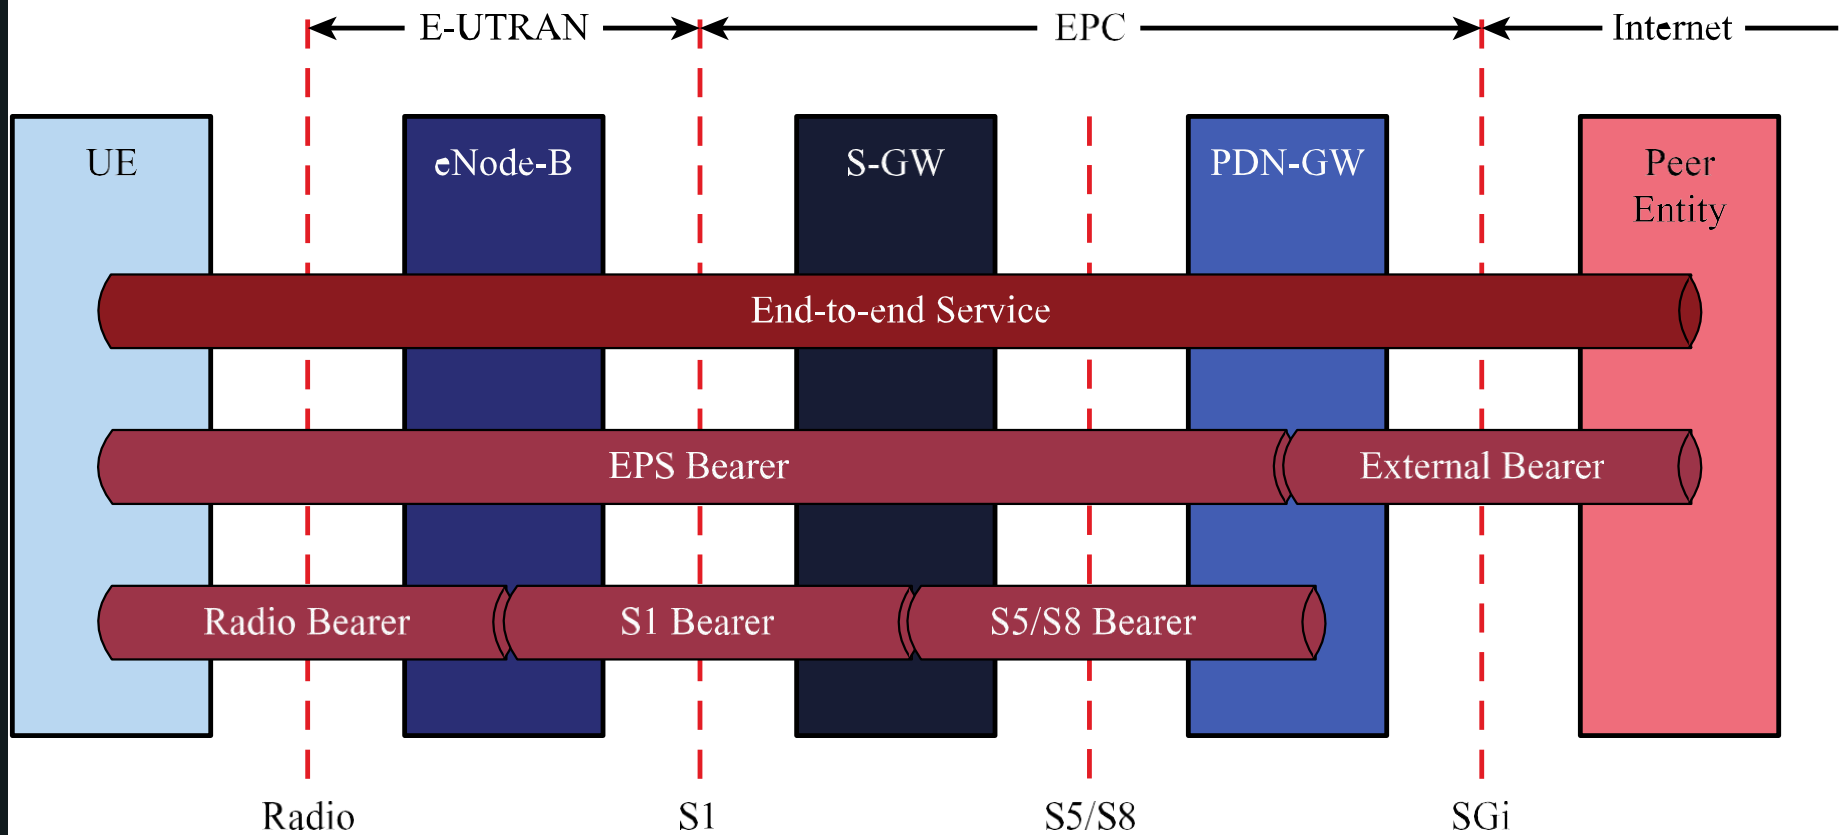 E-UTRAN
EPC
Internet
UE
eNode-B
S-GW
PDN-GW
Peer
Entity
End-to-end Service
EPS Bearer
External Bearer
Radio Bearer
S1 Bearer
S5/S8 Bearer
Radio
S1
S5/S8
SGi